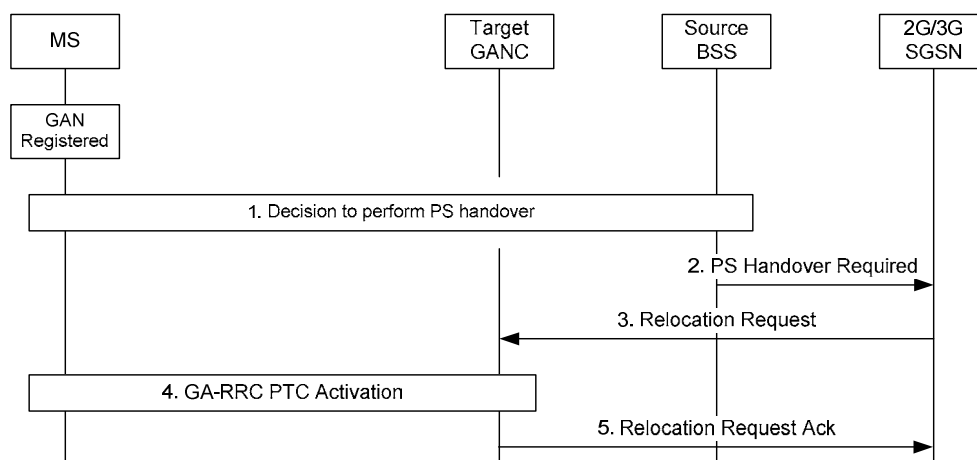 MS
Target
GANC
Source
BSS
2G/3G
SGSN
GAN
Registered
1. Decision to perform PS handover
2. PS Handover Required
3. Relocation Request
4. GA-RRC PTC Activation
5. Relocation Request Ack